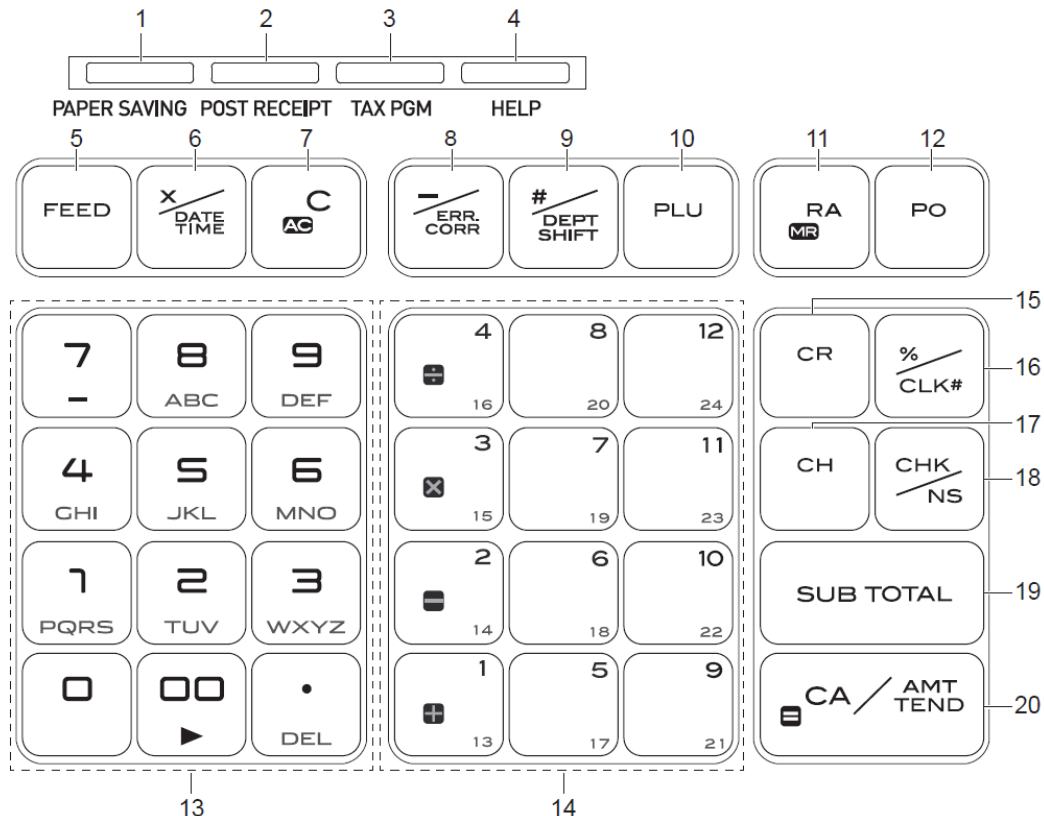 1 2 3 4
PAPER SAVING POST RECEIPT TAX PGM HELP
5 6 7 8 9 10 11 12
FEED
×/DATE TIME
C
AC
−/ERR. CORR
#/DEPT SHIFT
PLU
RA
MR
PO
7 8 9
− ABC DEF
4 8 12
÷
16 20 24
CR
15
%/CLK#
16
4 5 6
GHI JKL MNO
3 7 11
×
15 19 23
CH
17
CHK/NS
18
1 2 3
PQRS TUV WXYZ
2 6 10
−
14 18 22
SUB TOTAL
19
0 00 •
▶ DEL
1 5 9
+
13 17 21
= CA/AMT TEND
20
13 14